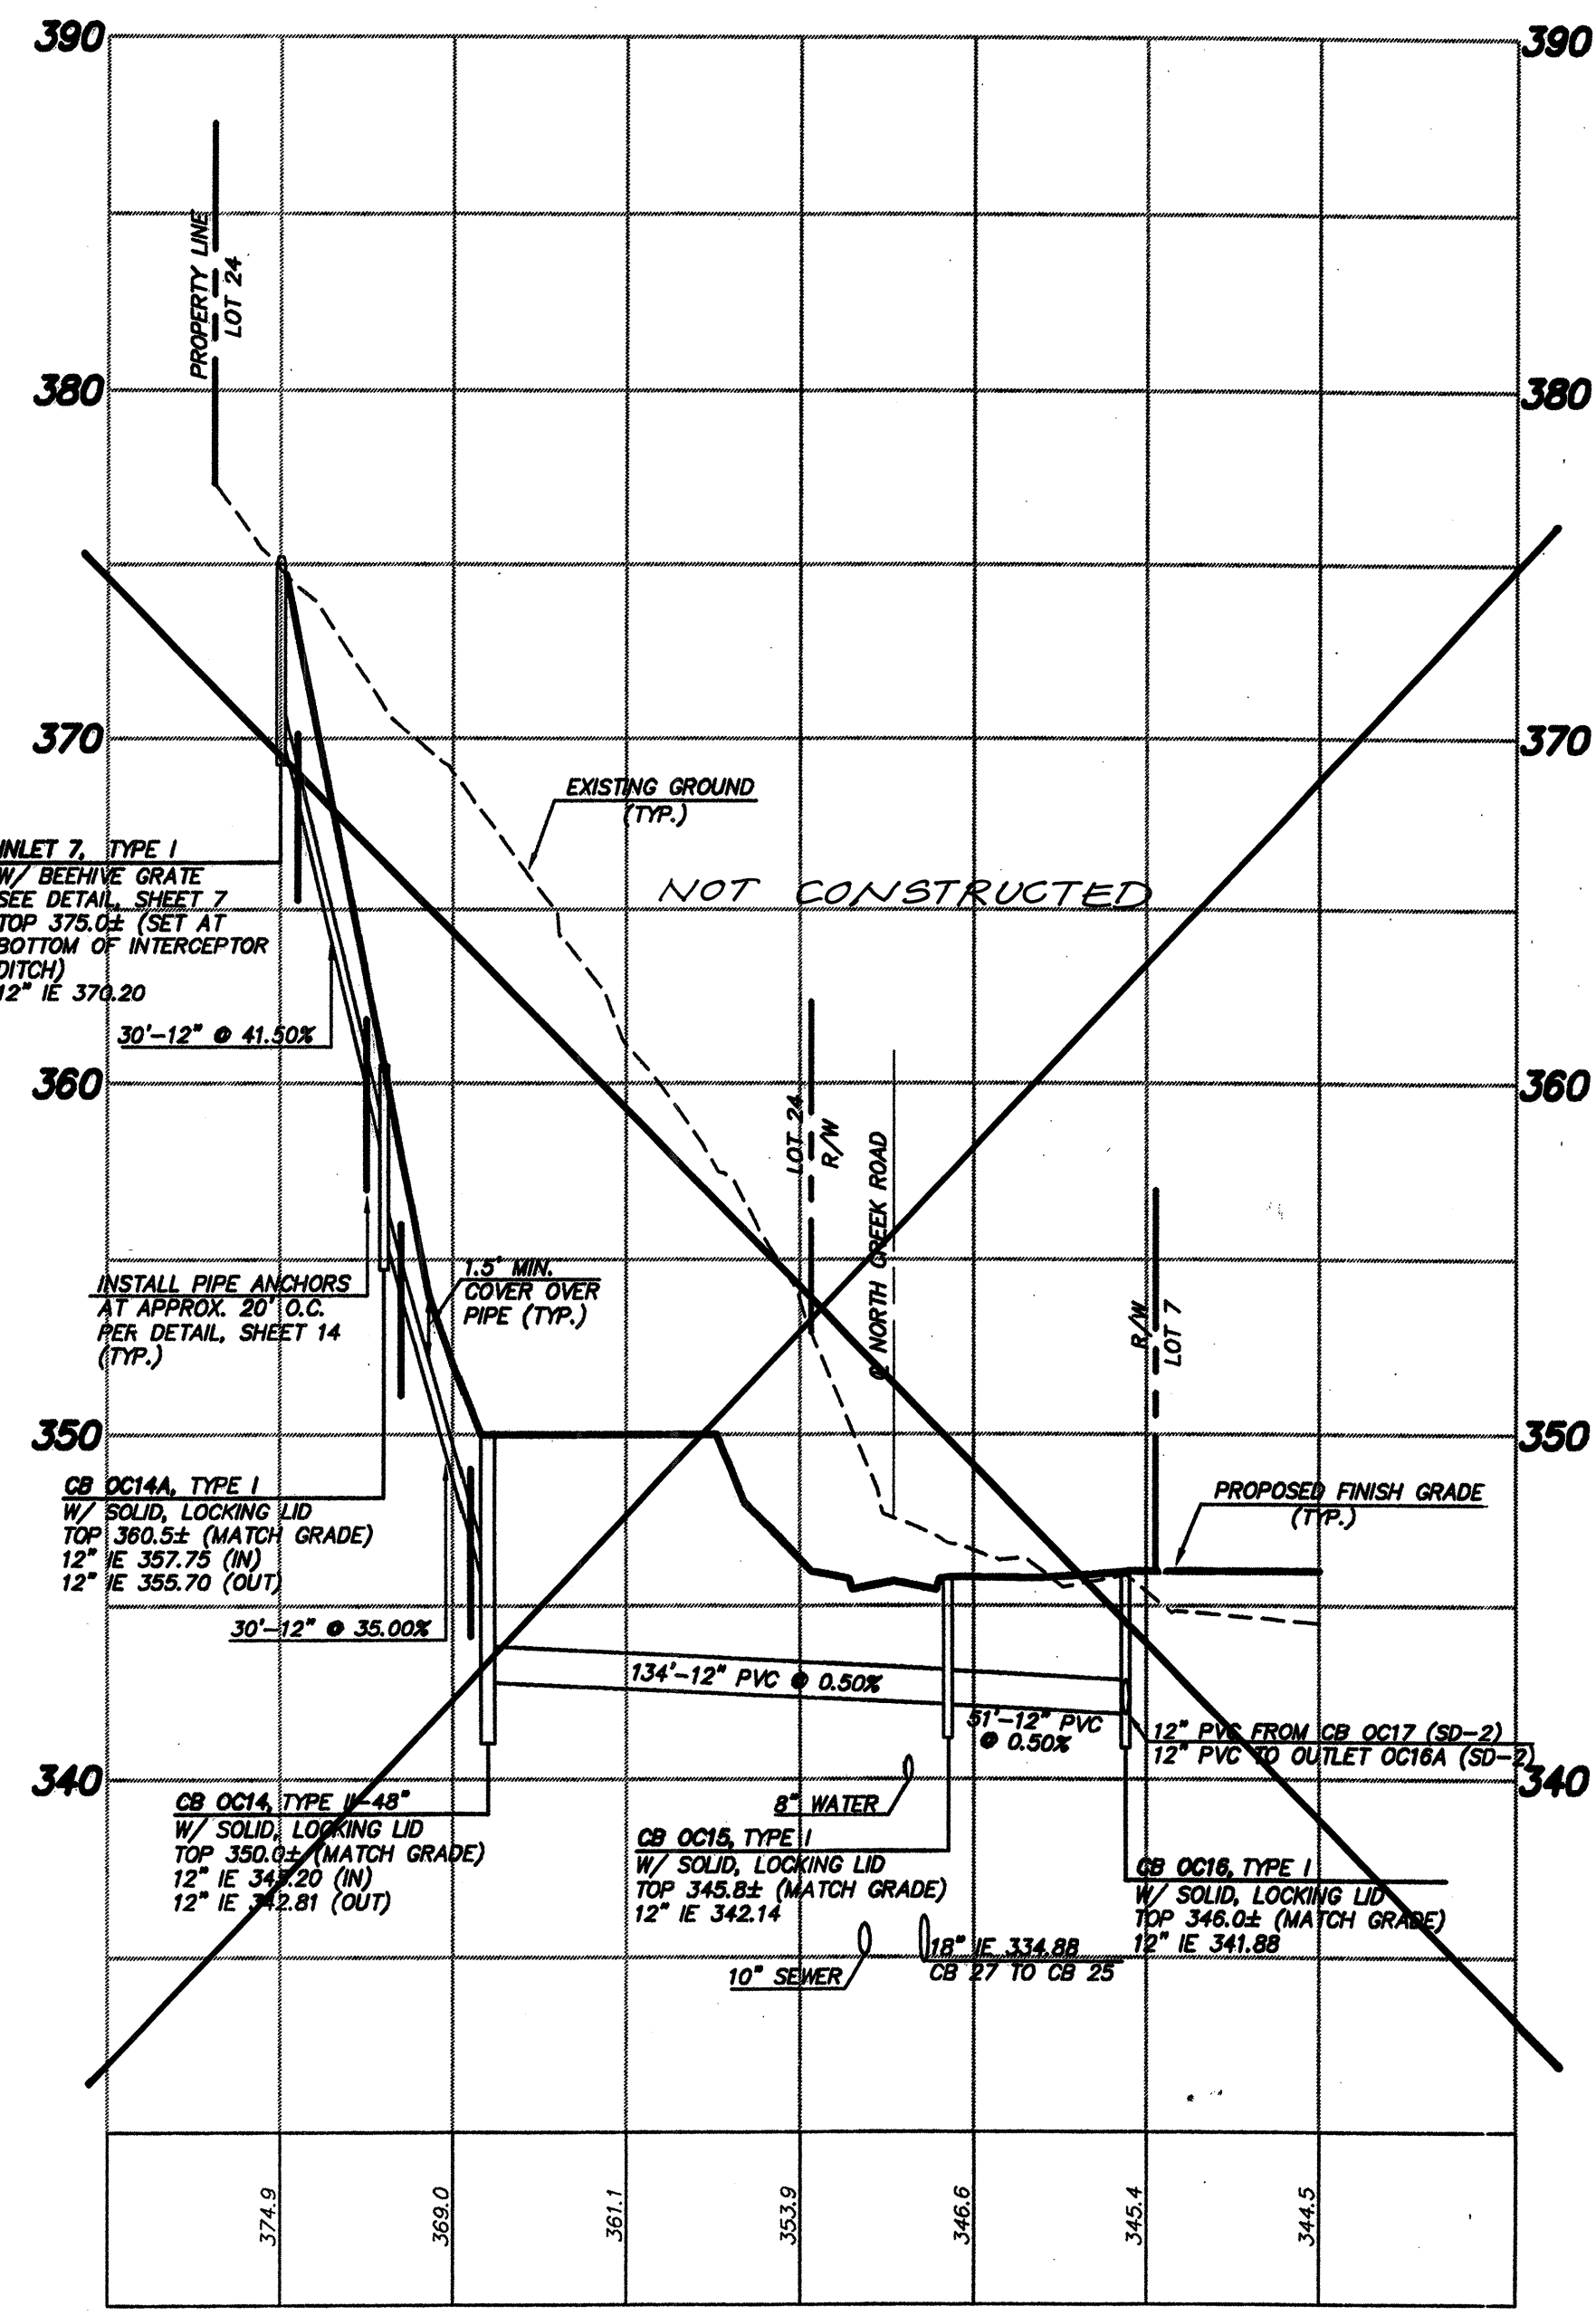 390
390
PROPERTY LINE
LOT 24
380
380
370
370
EXISTING GROUND
(TYP.)
NOT CONSTRUCTED
INLET 7, TYPE I
W/ BEEHIVE GRATE
SEE DETAIL, SHEET 7
TOP 375.0± (SET AT
BOTTOM OF INTERCEPTOR
DITCH)
12" IE 370.20
30'-12" @ 41.50%
360
360
LOT 24
R/W
℄ NORTH CREEK ROAD
R/W
LOT 7
INSTALL PIPE ANCHORS
AT APPROX. 20' O.C.
PER DETAIL, SHEET 14
(TYP.)
1.5' MIN.
COVER OVER
PIPE (TYP.)
350
350
CB OC14A, TYPE I
W/ SOLID, LOCKING LID
TOP 360.5± (MATCH GRADE)
12" IE 357.75 (IN)
12" IE 355.70 (OUT)
PROPOSED FINISH GRADE
(TYP.)
30'-12" @ 35.00%
134'-12" PVC @ 0.50%
51'-12" PVC
@ 0.50%
12" PVC FROM CB OC17 (SD-2)
12" PVC TO OUTLET OC16A (SD-2)
340
340
CB OC14, TYPE II-48"
W/ SOLID, LOCKING LID
TOP 350.0± (MATCH GRADE)
12" IE 345.20 (IN)
12" IE 342.81 (OUT)
8" WATER
CB OC15, TYPE I
W/ SOLID, LOCKING LID
TOP 345.8± (MATCH GRADE)
12" IE 342.14
CB OC16, TYPE I
W/ SOLID, LOCKING LID
TOP 346.0± (MATCH GRADE)
12" IE 341.88
10" SEWER
18" IE 334.88
CB 27 TO CB 25
374.9
369.0
361.1
353.9
346.6
345.4
344.5